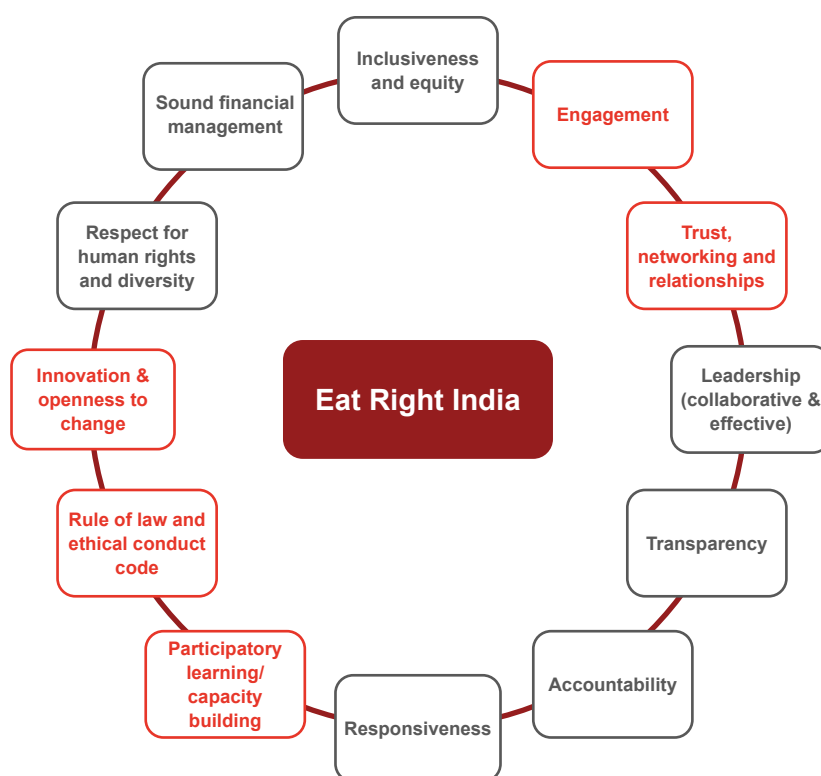 Inclusiveness
and equity
Engagement
Trust,
networking and
relationships
Leadership
(collaborative &
effective)
Transparency
Accountability
Responsiveness
Participatory
learning/
capacity
building
Rule of law and
ethical conduct
code
Innovation &
openness to
change
Respect for
human rights
and diversity
Sound financial
management
Eat Right India